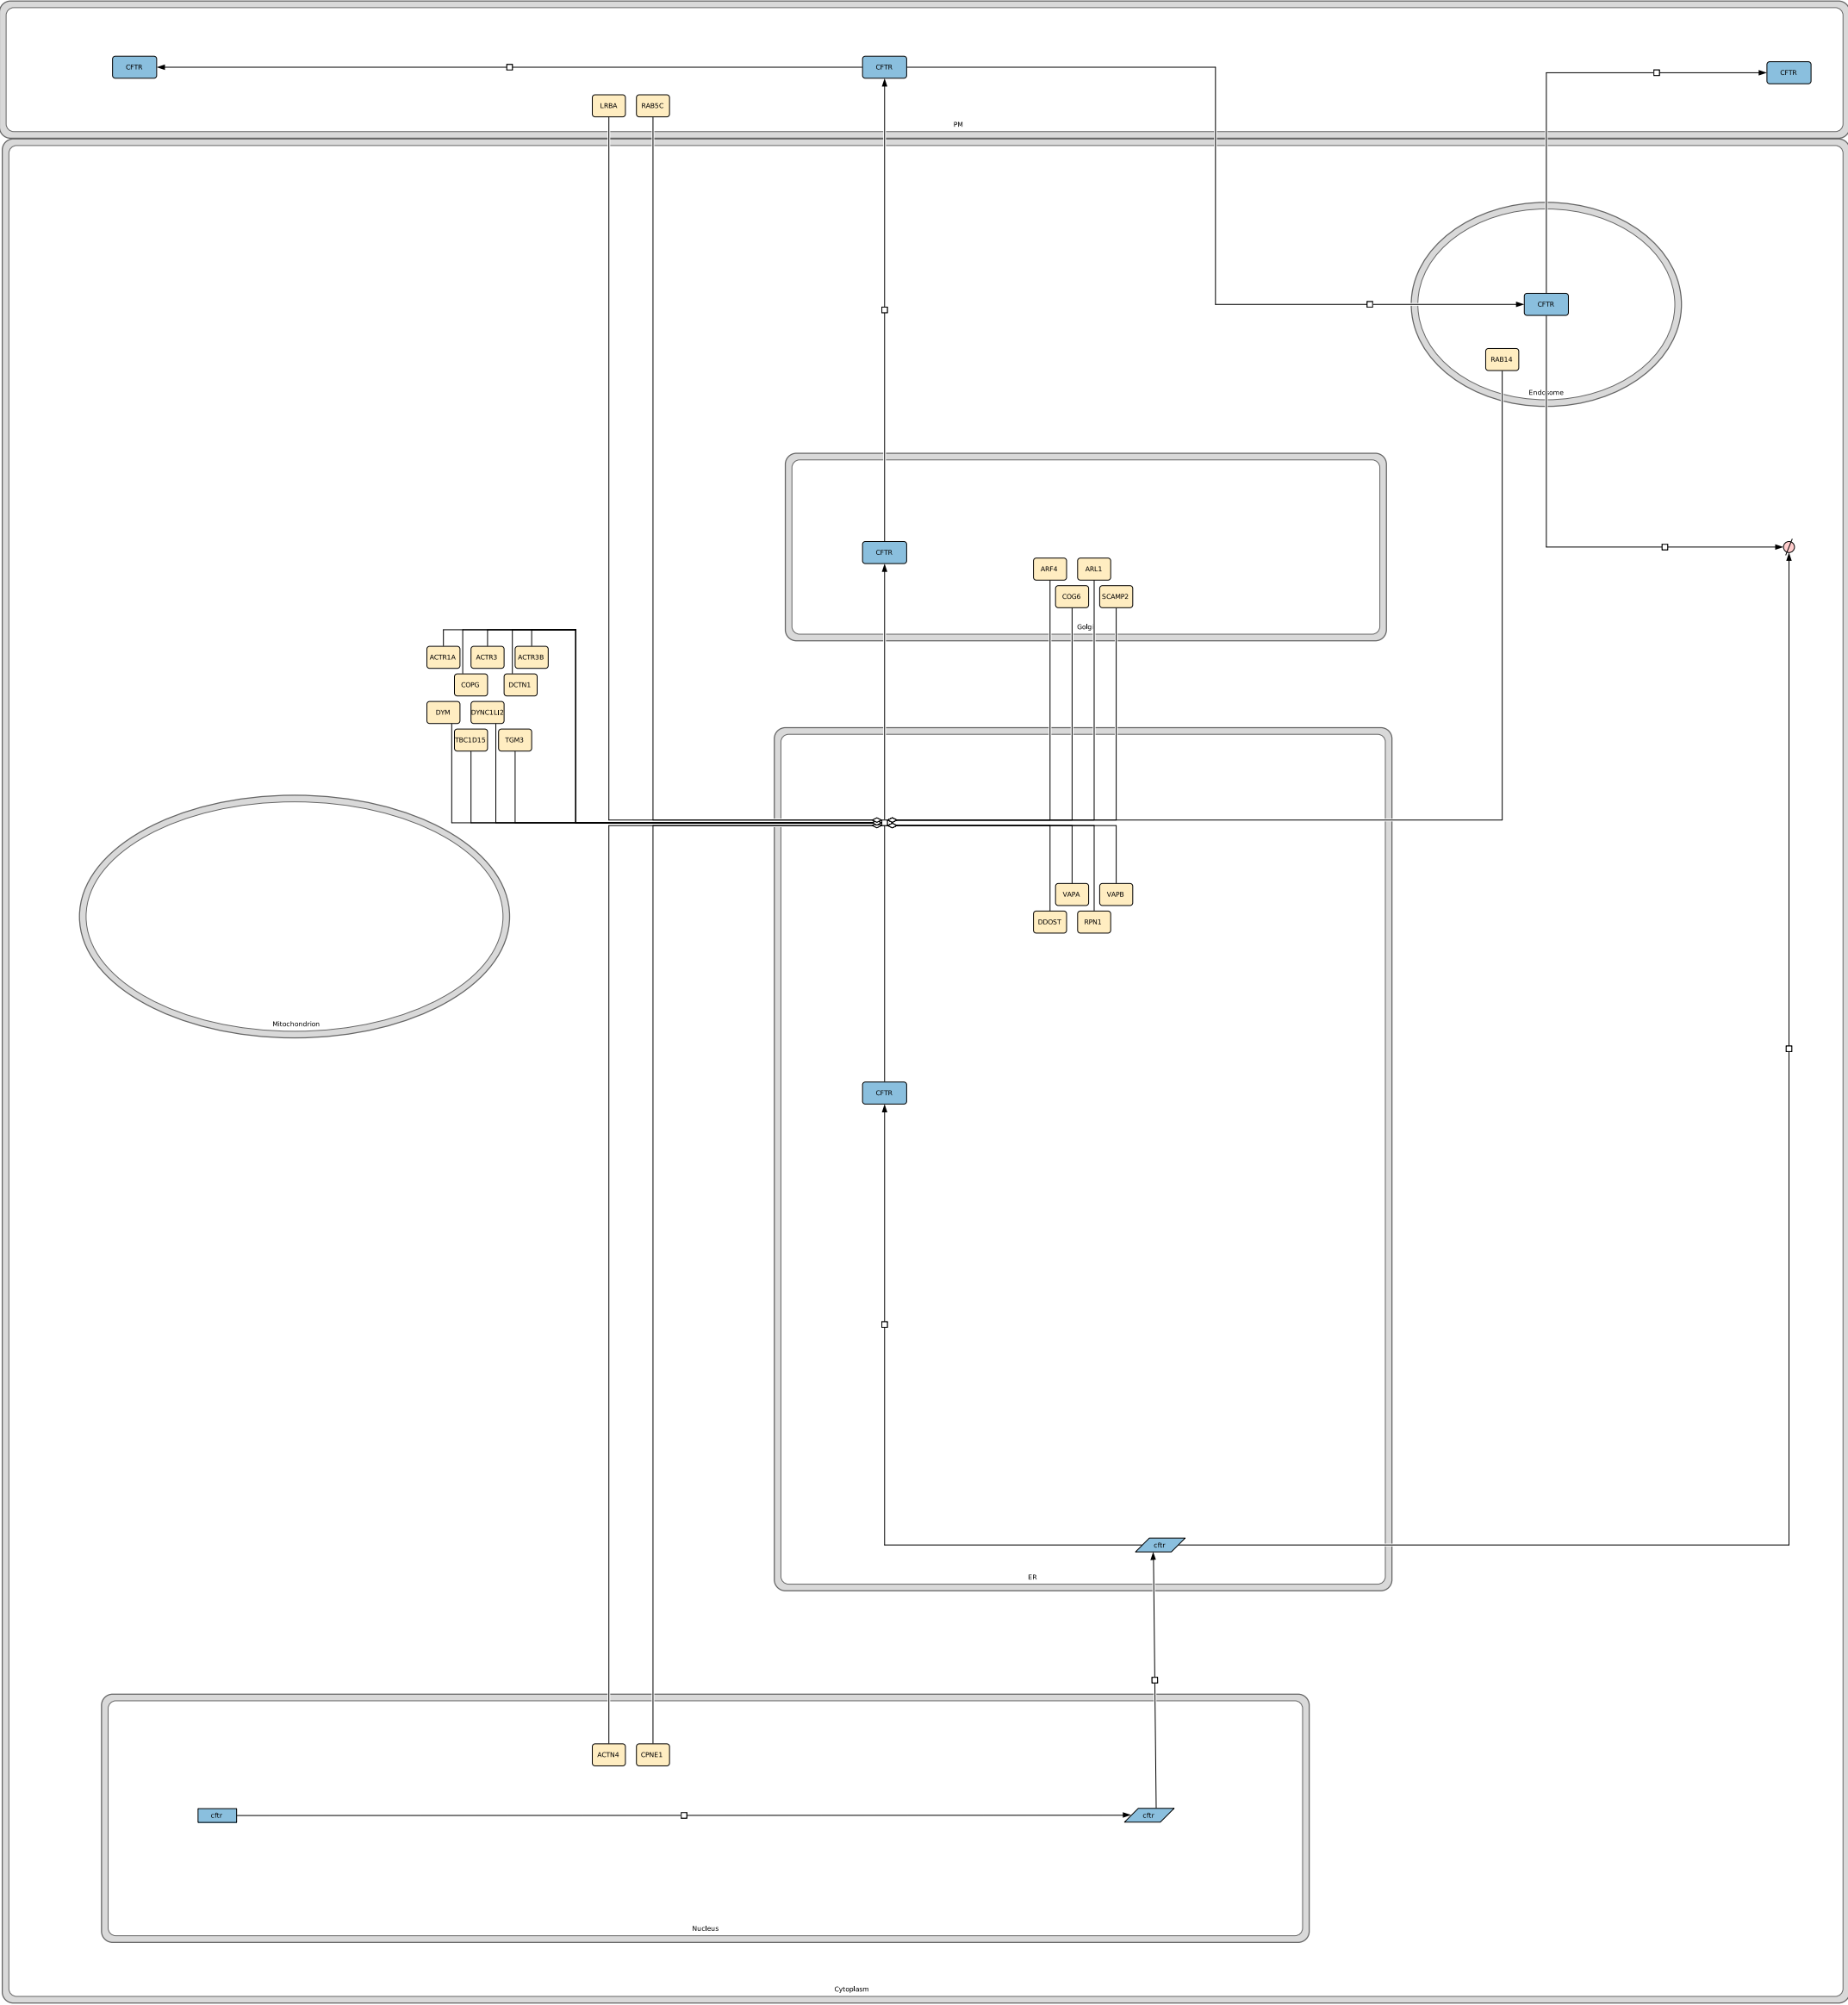 CFTR
CFTR
CFTR
LRBA
RAB5C
PM
CFTR
RAB14
Endosome
CFTR
ARF4
ARL1
COG6
SCAMP2
Golgi
ACTR1A
ACTR3
ACTR3B
COPG
DCTN1
DYM
DYNC1LI2
TBC1D15
TGM3
VAPA
VAPB
DDOST
RPN1
Mitochondrion
CFTR
cftr
ER
ACTN4
CPNE1
cftr
cftr
Nucleus
Cytoplasm